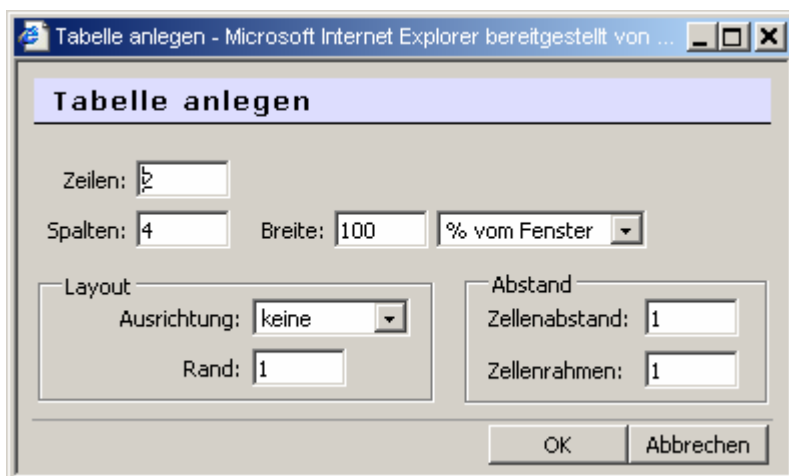 Tabelle anlegen - Microsoft Internet Explorer bereitgestellt von ...
Tabelle anlegen
Zeilen: 2
Spalten: 4 Breite: 100 % vom Fenster
Layout
Ausrichtung: keine
Rand: 1
Abstand
Zellenabstand: 1
Zellenrahmen: 1
OK Abbrechen